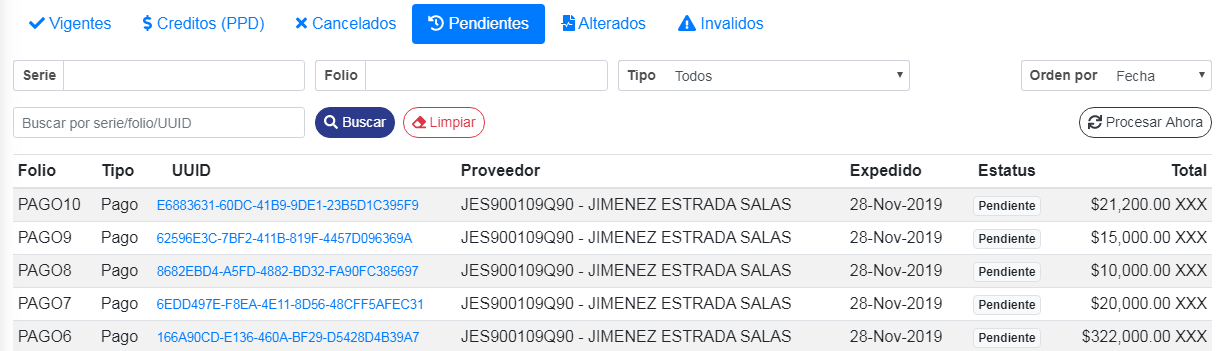 Vigentes Creditos (PPD) Cancelados Pendientes Alterados Invalidos
Serie Folio Tipo Todos Orden por Fecha
Buscar por serie/folio/UUID Buscar Limpiar Procesar Ahora
Folio Tipo UUID Proveedor Expedido Estatus Total
PAGO10 Pago E6883631-60DC-41B9-9DE1-23B5D1C395F9 JES900109Q90 - JIMENEZ ESTRADA SALAS 28-Nov-2019 Pendiente $21,200.00 XXX
PAGO9 Pago 62596E3C-7BF2-411B-819F-4457D096369A JES900109Q90 - JIMENEZ ESTRADA SALAS 28-Nov-2019 Pendiente $15,000.00 XXX
PAGO8 Pago 8682EBD4-A5FD-4882-BD32-FA90FC385697 JES900109Q90 - JIMENEZ ESTRADA SALAS 28-Nov-2019 Pendiente $10,000.00 XXX
PAGO7 Pago 6EDD497E-F8EA-4E11-8D56-48CFF5AFEC31 JES900109Q90 - JIMENEZ ESTRADA SALAS 28-Nov-2019 Pendiente $20,000.00 XXX
PAGO6 Pago 166A90CD-E136-460A-BF29-D5428D4B39A7 JES900109Q90 - JIMENEZ ESTRADA SALAS 28-Nov-2019 Pendiente $322,000.00 XXX